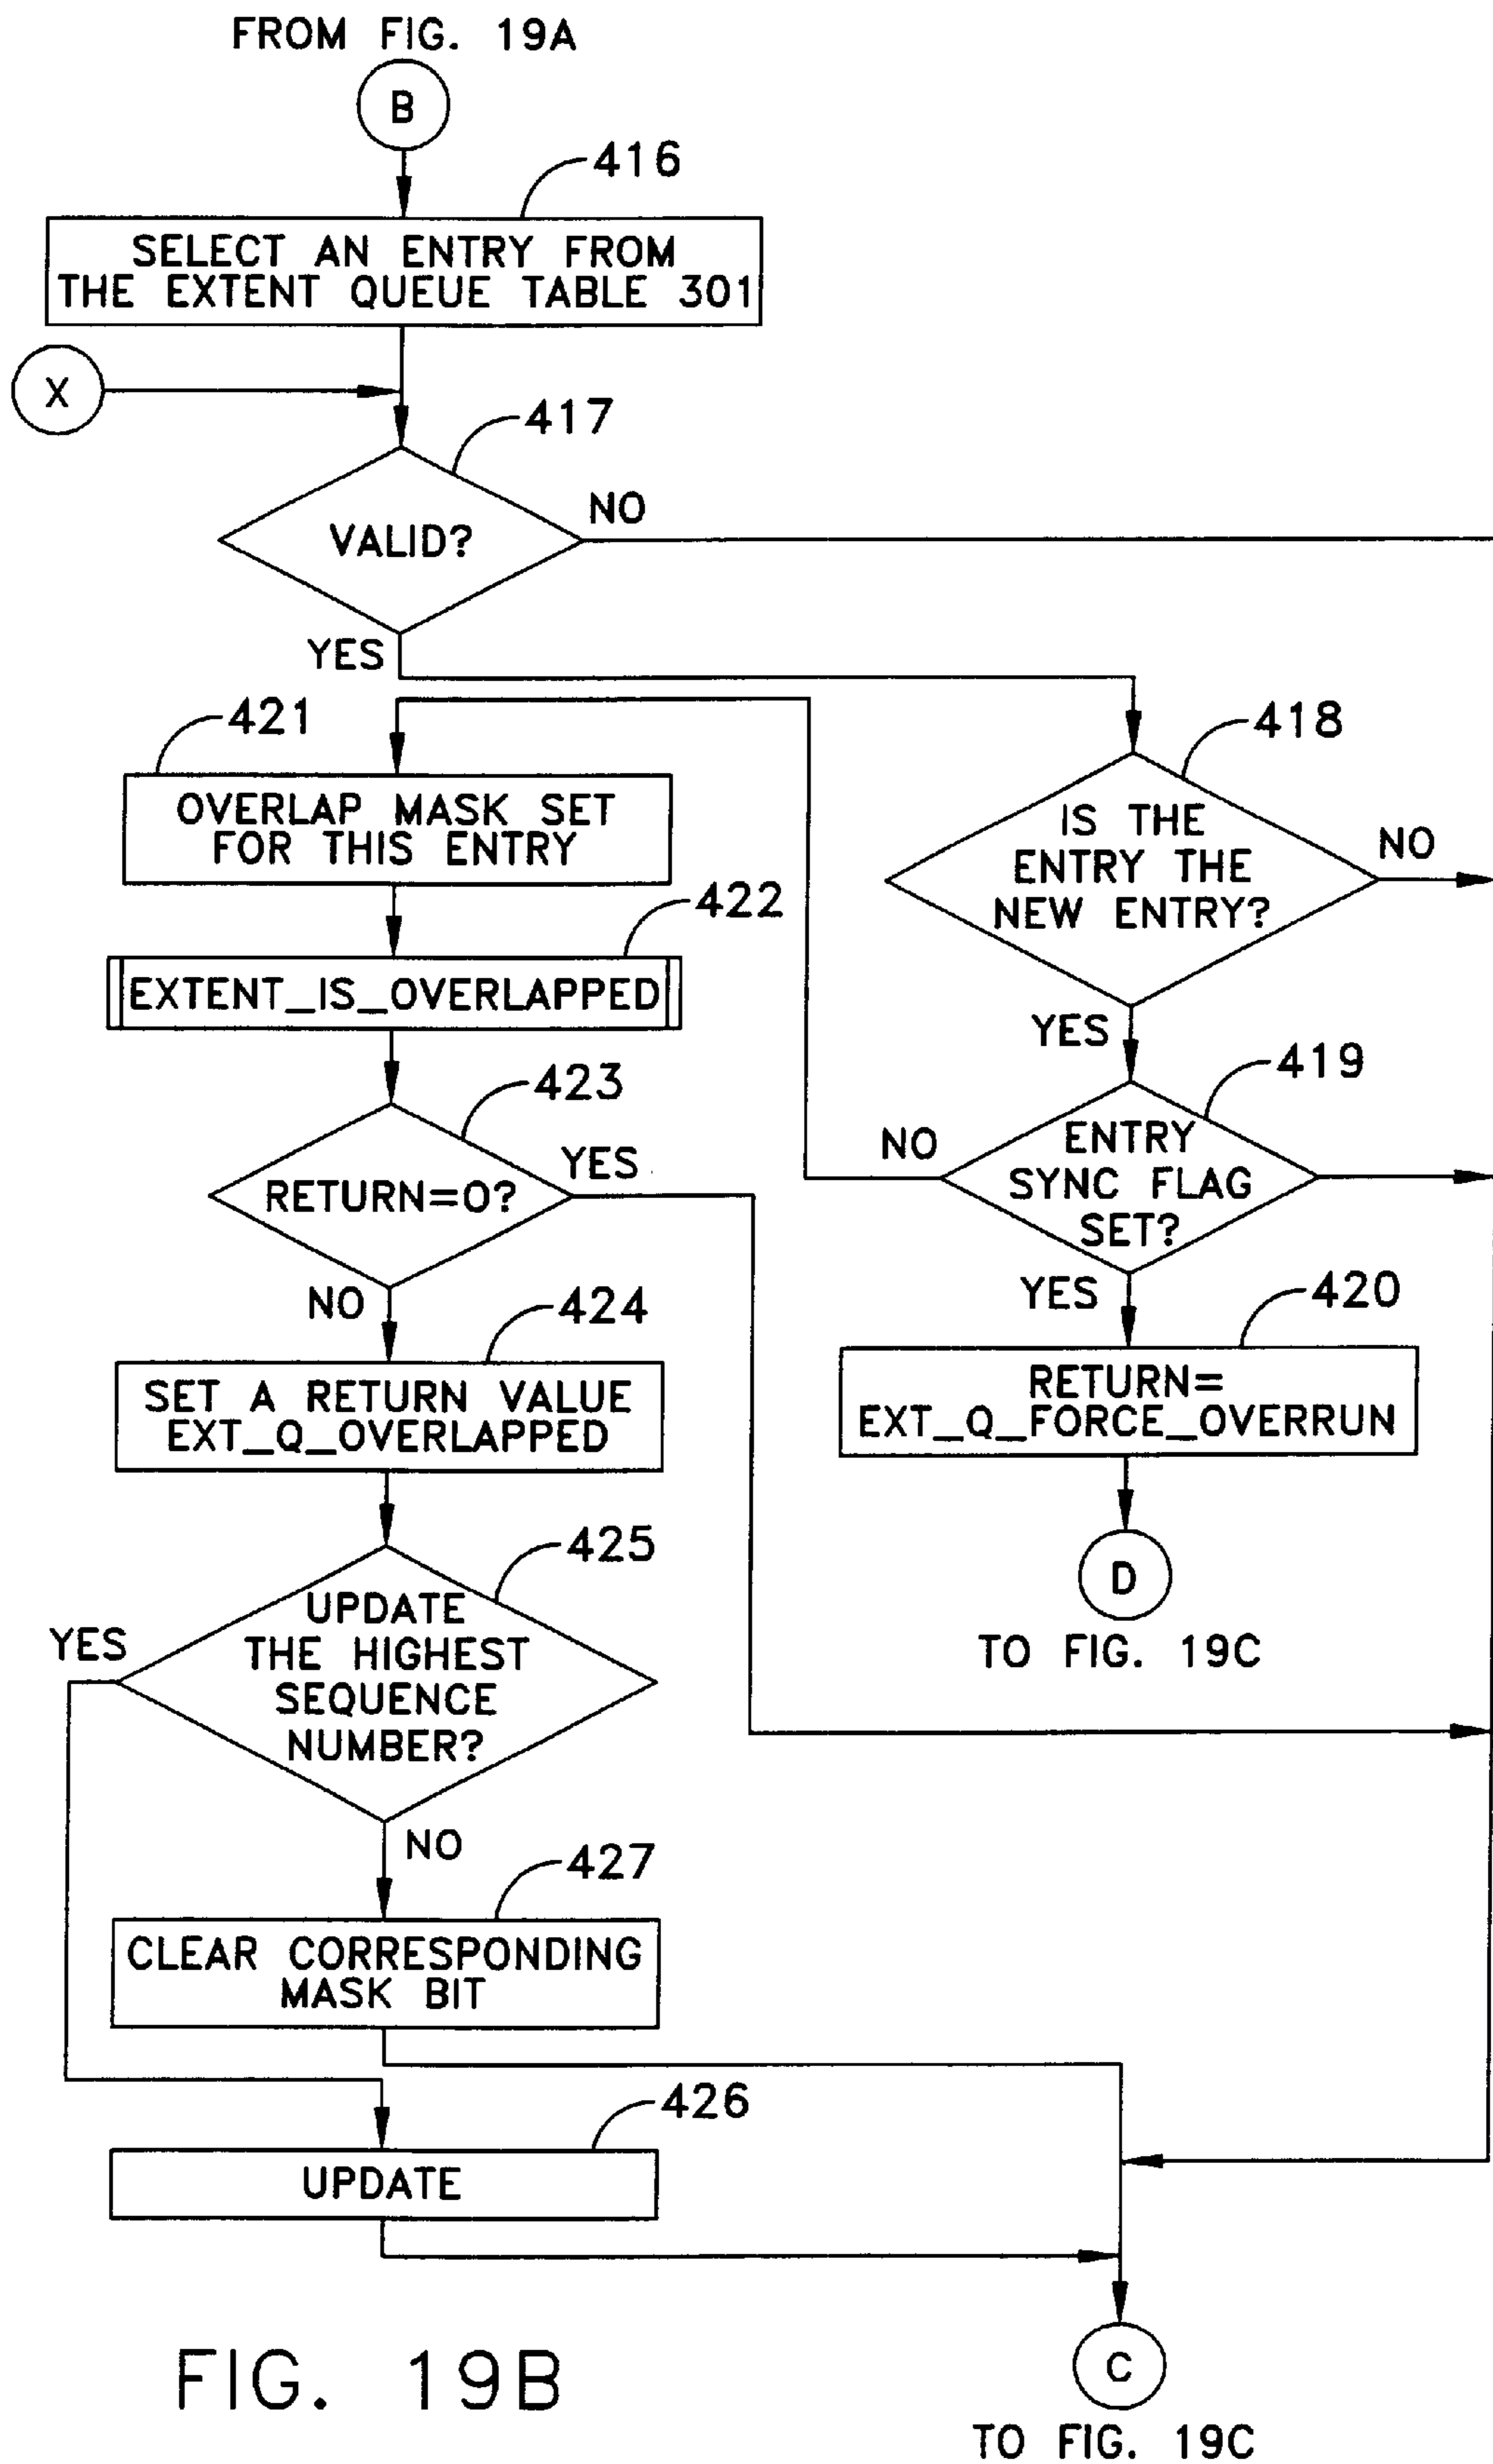 FROM FIG. 19A
B
416
SELECT AN ENTRY FROM
THE EXTENT QUEUE TABLE 301
X
417
VALID?
NO
YES
421
OVERLAP MASK SET
FOR THIS ENTRY
418
IS THE
ENTRY THE
NEW ENTRY?
NO
YES
422
EXTENT_IS_OVERLAPPED
423
RETURN=0?
YES
NO
419
ENTRY
SYNC FLAG
SET?
NO
YES
420
RETURN=
EXT_Q_FORCE_OVERRUN
D
TO FIG. 19C
424
SET A RETURN VALUE
EXT_Q_OVERLAPPED
425
UPDATE
THE HIGHEST
SEQUENCE
NUMBER?
YES
NO
427
CLEAR CORRESPONDING
MASK BIT
426
UPDATE
C
TO FIG. 19C
FIG. 19B